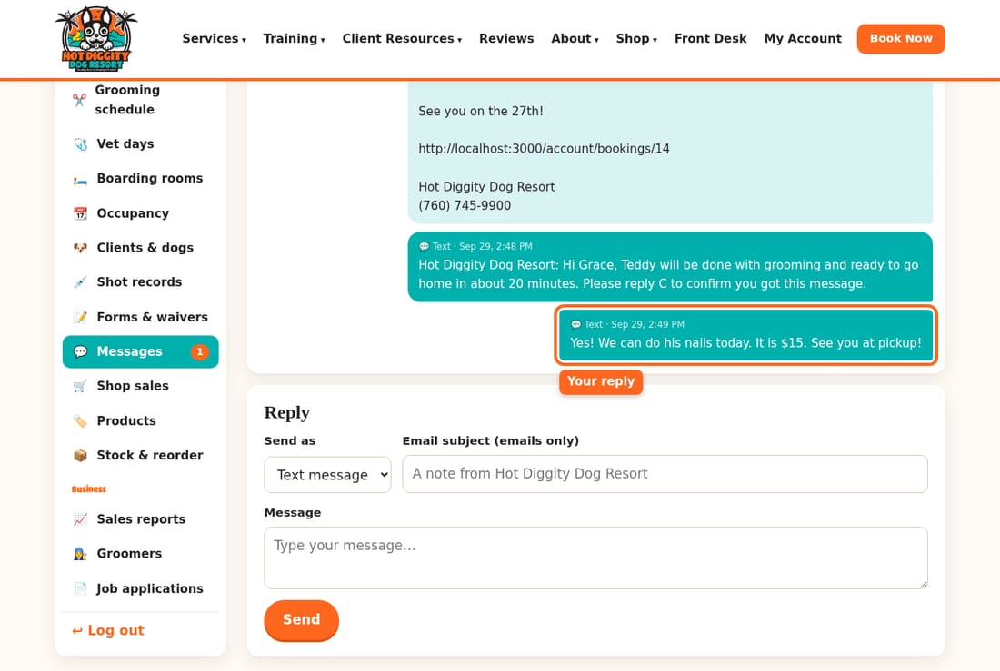 HOT DIGGITY
DOG RESORT
Services ▾
Training ▾
Client Resources ▾
Reviews
About ▾
Shop ▾
Front Desk
My Account
Book Now
Grooming
schedule
Vet days
Boarding rooms
Occupancy
Clients & dogs
Shot records
Forms & waivers
Messages 1
Shop sales
Products
Stock & reorder
Business
Sales reports
Groomers
Job applications
↩ Log out
See you on the 27th!
http://localhost:3000/account/bookings/14
Hot Diggity Dog Resort
(760) 745-9900
💬 Text · Sep 29, 2:48 PM
Hot Diggity Dog Resort: Hi Grace, Teddy will be done with grooming and ready to go
home in about 20 minutes. Please reply C to confirm you got this message.
💬 Text · Sep 29, 2:49 PM
Yes! We can do his nails today. It is $15. See you at pickup!
Your reply
Reply
Send as
Email subject (emails only)
Text message
A note from Hot Diggity Dog Resort
Message
Type your message...
Send